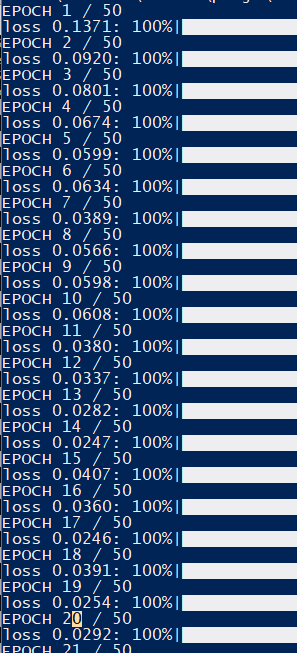 EPOCH 1 / 50
loss 0.1371: 100%|
EPOCH 2 / 50
loss 0.0920: 100%|
EPOCH 3 / 50
loss 0.0801: 100%|
EPOCH 4 / 50
loss 0.0674: 100%|
EPOCH 5 / 50
loss 0.0599: 100%|
EPOCH 6 / 50
loss 0.0634: 100%|
EPOCH 7 / 50
loss 0.0389: 100%|
EPOCH 8 / 50
loss 0.0566: 100%|
EPOCH 9 / 50
loss 0.0598: 100%|
EPOCH 10 / 50
loss 0.0608: 100%|
EPOCH 11 / 50
loss 0.0380: 100%|
EPOCH 12 / 50
loss 0.0337: 100%|
EPOCH 13 / 50
loss 0.0282: 100%|
EPOCH 14 / 50
loss 0.0247: 100%|
EPOCH 15 / 50
loss 0.0407: 100%|
EPOCH 16 / 50
loss 0.0360: 100%|
EPOCH 17 / 50
loss 0.0246: 100%|
EPOCH 18 / 50
loss 0.0391: 100%|
EPOCH 19 / 50
loss 0.0254: 100%|
EPOCH 20 / 50
loss 0.0292: 100%|
EPOCH 21 / 50